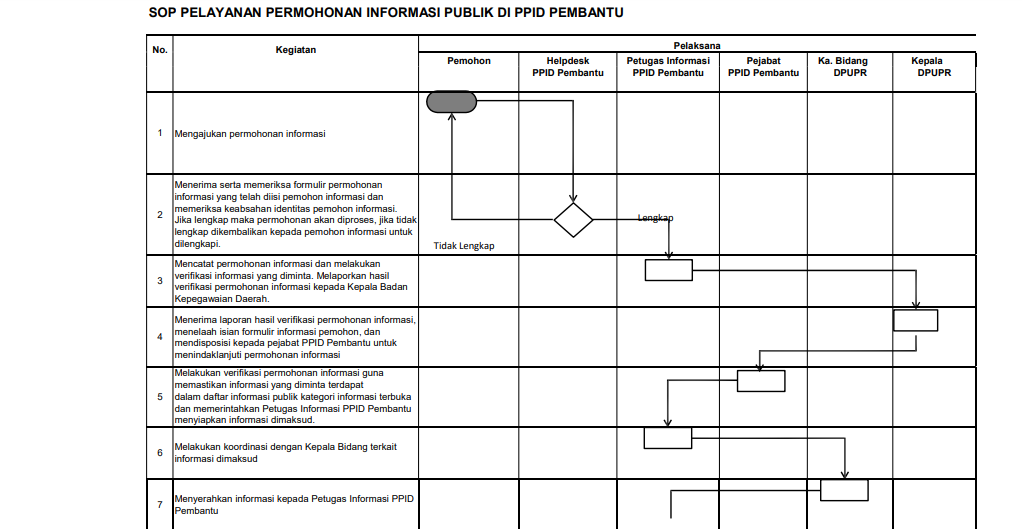 SOP PELAYANAN PERMOHONAN INFORMASI PUBLIK DI PPID PEMBANTU
No.
Kegiatan
Pelaksana
Pemohon
Helpdesk
PPID Pembantu
Petugas Informasi
PPID Pembantu
Pejabat
PPID Pembantu
Ka. Bidang
DPUPR
Kepala
DPUPR
1
Mengajukan permohonan informasi
2
Menerima serta memeriksa formulir permohonan
informasi yang telah diisi pemohon informasi dan
memeriksa keabsahan identitas pemohon informasi.
Jika lengkap maka permohonan akan diproses, jika tidak
lengkap dikembalikan kepada pemohon informasi untuk
dilengkapi.
Lengkap
Tidak Lengkap
3
Mencatat permohonan informasi dan melakukan
verifikasi informasi yang diminta. Melaporkan hasil
verifikasi permohonan informasi kepada Kepala Badan
Kepegawaian Daerah.
4
Menerima laporan hasil verifikasi permohonan informasi,
menelaah isian formulir informasi pemohon, dan
mendisposisi kepada pejabat PPID Pembantu untuk
menindaklanjuti permohonan informasi
5
Melakukan verifikasi permohonan informasi guna
memastikan informasi yang diminta terdapat
dalam daftar informasi publik kategori informasi terbuka
dan memerintahkan Petugas Informasi PPID Pembantu
menyiapkan informasi dimaksud.
6
Melakukan koordinasi dengan Kepala Bidang terkait
informasi dimaksud
7
Menyerahkan informasi kepada Petugas Informasi PPID
Pembantu